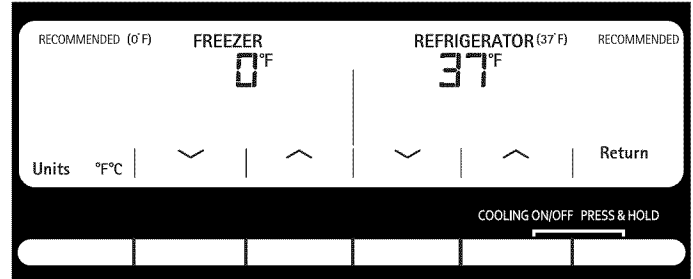 RECOMMENDED (0°F) FREEZER REFRIGERATOR (37°F) RECOMMENDED
0°F 37°F
Units °F°C Return
COOLING ON/OFF PRESS & HOLD